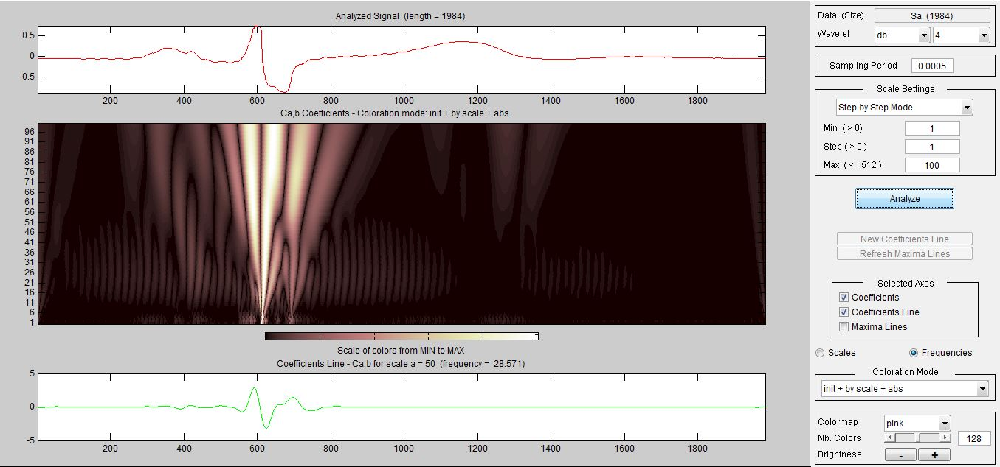 Analyzed Signal (length = 1984)
0.5
0
-0.5
200 400 600 800 1000 1200 1400 1600 1800
Ca,b Coefficients - Coloration mode: init + by scale + abs
96
91
86
81
76
71
66
61
56
51
46
41
36
31
26
21
16
11
6
1
Scale of colors from MIN to MAX
Coefficients Line - Ca,b for scale a = 50 (frequency = 28.571)
5
0
-5
200 400 600 800 1000 1200 1400 1600 1800
Data (Size) Sa (1984)
Wavelet db 4
Sampling Period 0.0005
Scale Settings
Step by Step Mode
Min ( > 0) 1
Step ( > 0 ) 1
Max ( <= 512 ) 100
Analyze
New Coefficients Line
Refresh Maxima Lines
Selected Axes
Coefficients
Coefficients Line
Maxima Lines
Scales Frequencies
Coloration Mode
init + by scale + abs
Colormap pink
Nb. Colors 128
Brightness - +